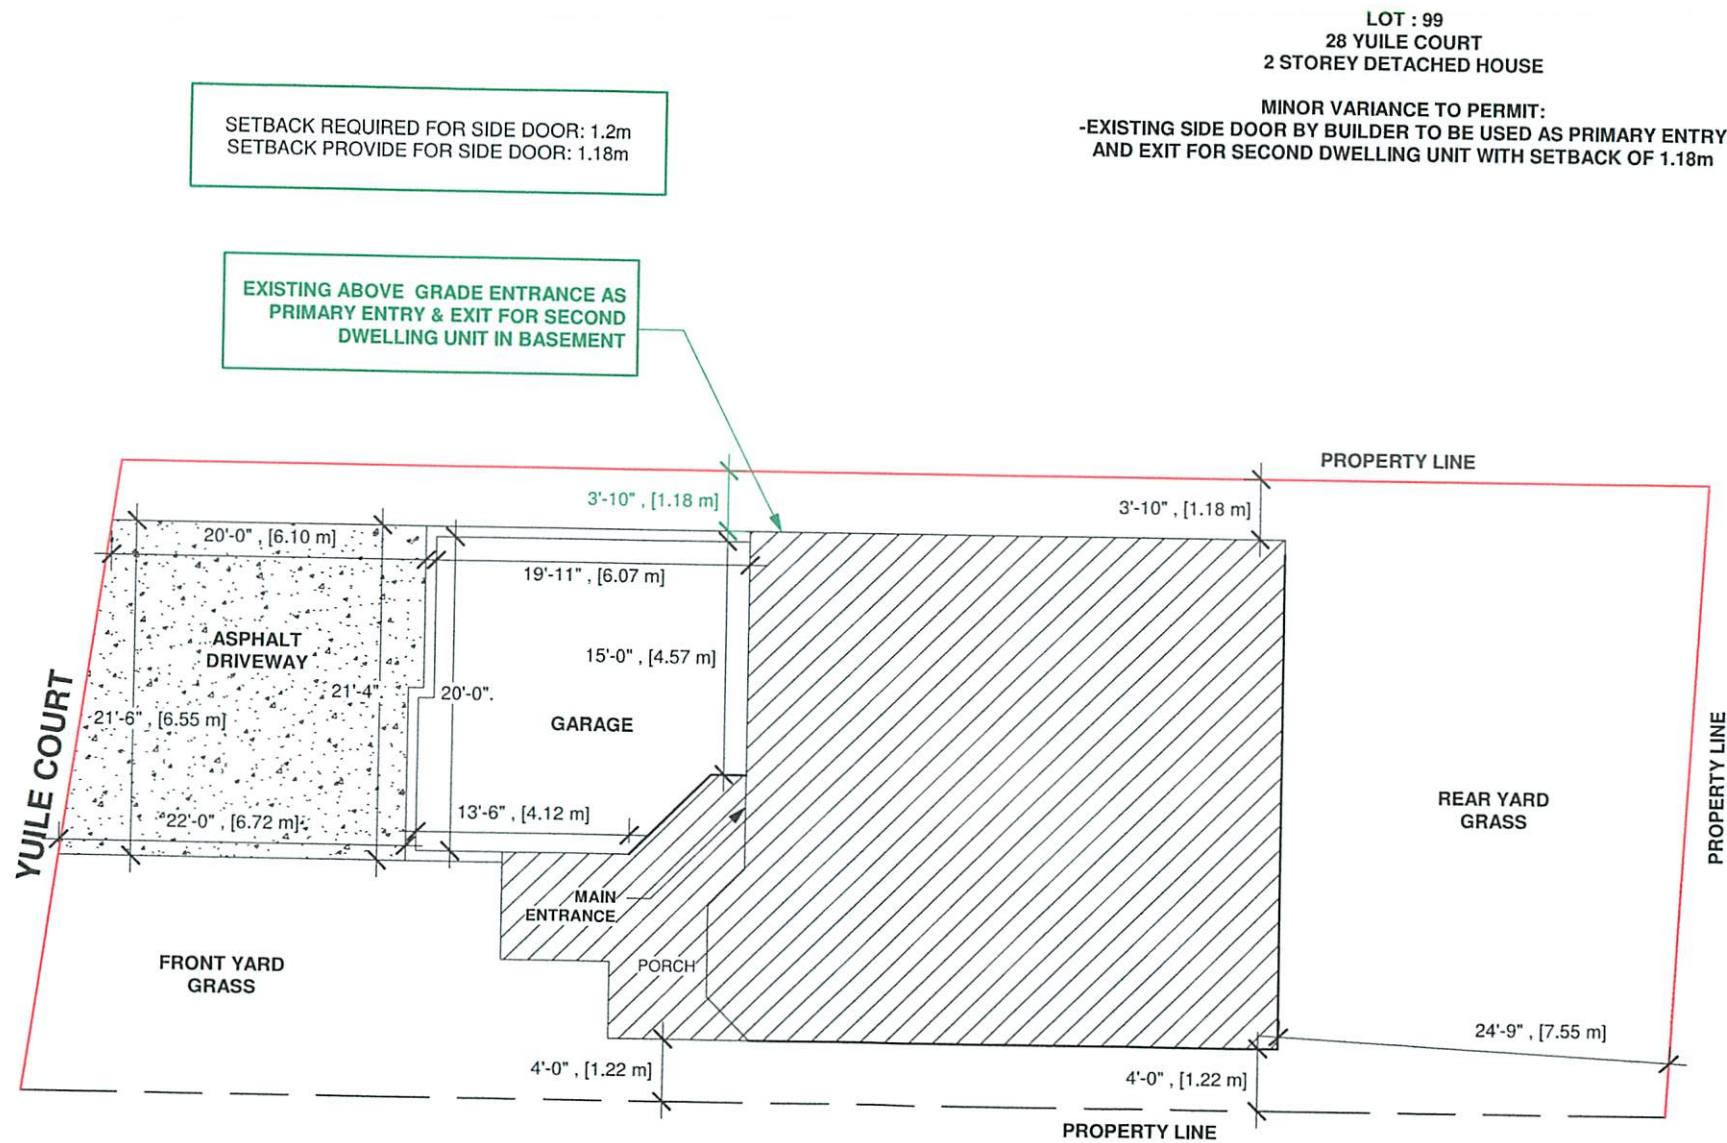 LOT : 99
28 YUILE COURT
2 STOREY DETACHED HOUSE
MINOR VARIANCE TO PERMIT:
-EXISTING SIDE DOOR BY BUILDER TO BE USED AS PRIMARY ENTRY
AND EXIT FOR SECOND DWELLING UNIT WITH SETBACK OF 1.18m
SETBACK REQUIRED FOR SIDE DOOR: 1.2m
SETBACK PROVIDE FOR SIDE DOOR: 1.18m
EXISTING ABOVE GRADE ENTRANCE AS
PRIMARY ENTRY & EXIT FOR SECOND
DWELLING UNIT IN BASEMENT
PROPERTY LINE
3'-10" , [1.18 m]
3'-10" , [1.18 m]
20'-0" , [6.10 m]
19'-11" , [6.07 m]
ASPHALT
DRIVEWAY
15'-0" , [4.57 m]
21'-4"
20'-0"
21'-6" , [6.55 m]
GARAGE
YUILE COURT
PROPERTY LINE
REAR YARD
GRASS
13'-6" , [4.12 m]
22'-0" , [6.72 m]
MAIN
ENTRANCE
PORCH
FRONT YARD
GRASS
24'-9" , [7.55 m]
4'-0" , [1.22 m]
4'-0" , [1.22 m]
PROPERTY LINE